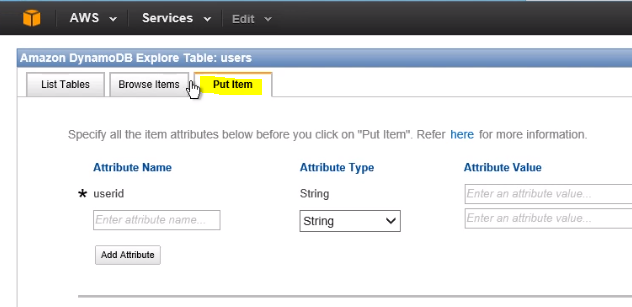 AWS Services Edit
Amazon DynamoDB Explore Table: users
List Tables Browse Items Put Item
Specify all the item attributes below before you click on "Put Item". Refer here for more information.
Attribute Name Attribute Type Attribute Value
* userid String Enter an attribute value...
Enter attribute name... String Enter an attribute value...
Add Attribute